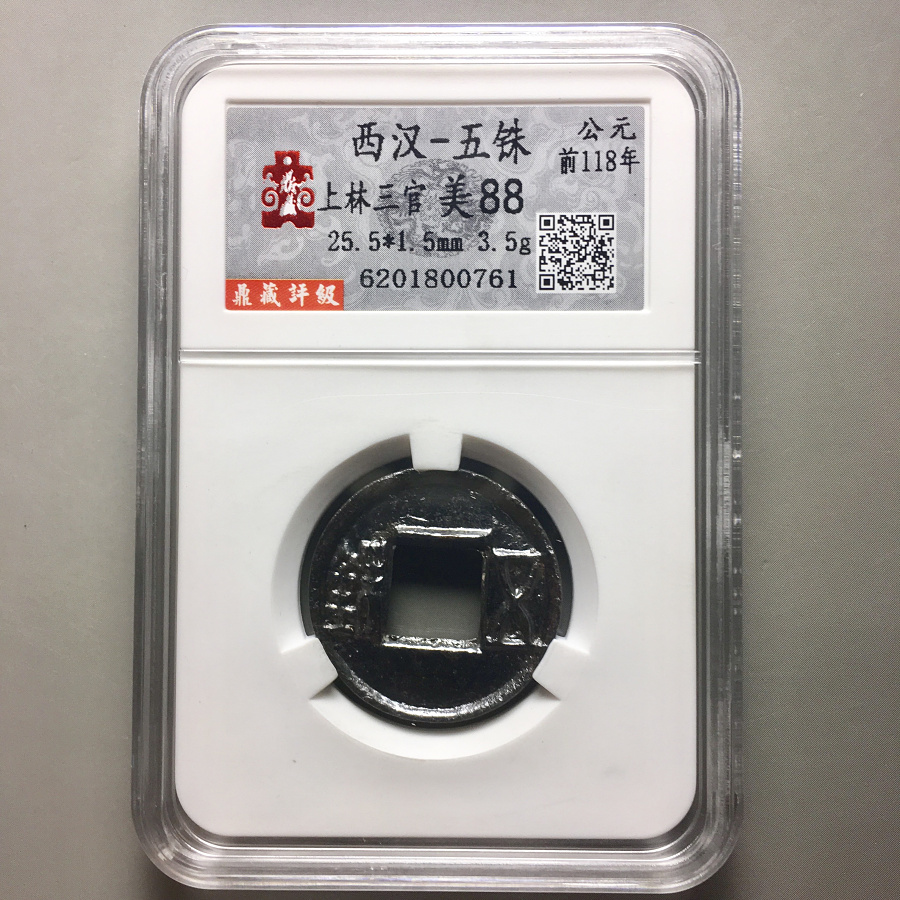 西汉-五铢
公元
前118年
上林三官 美88
25.5*1.5mm 3.5g
6201800761
鼎藏評級
五銖